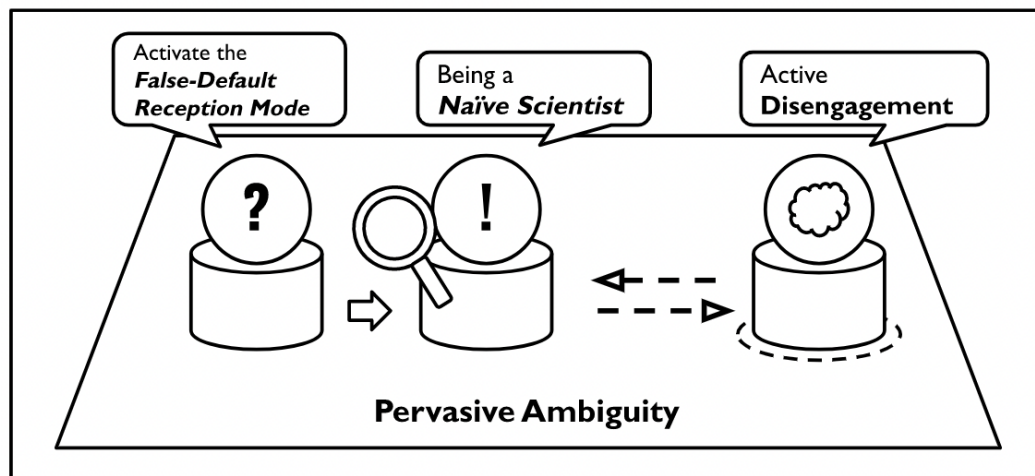 Activate the
False-Default
Reception Mode
Being a
Naïve Scientist
Active
Disengagement
?
!
Pervasive Ambiguity